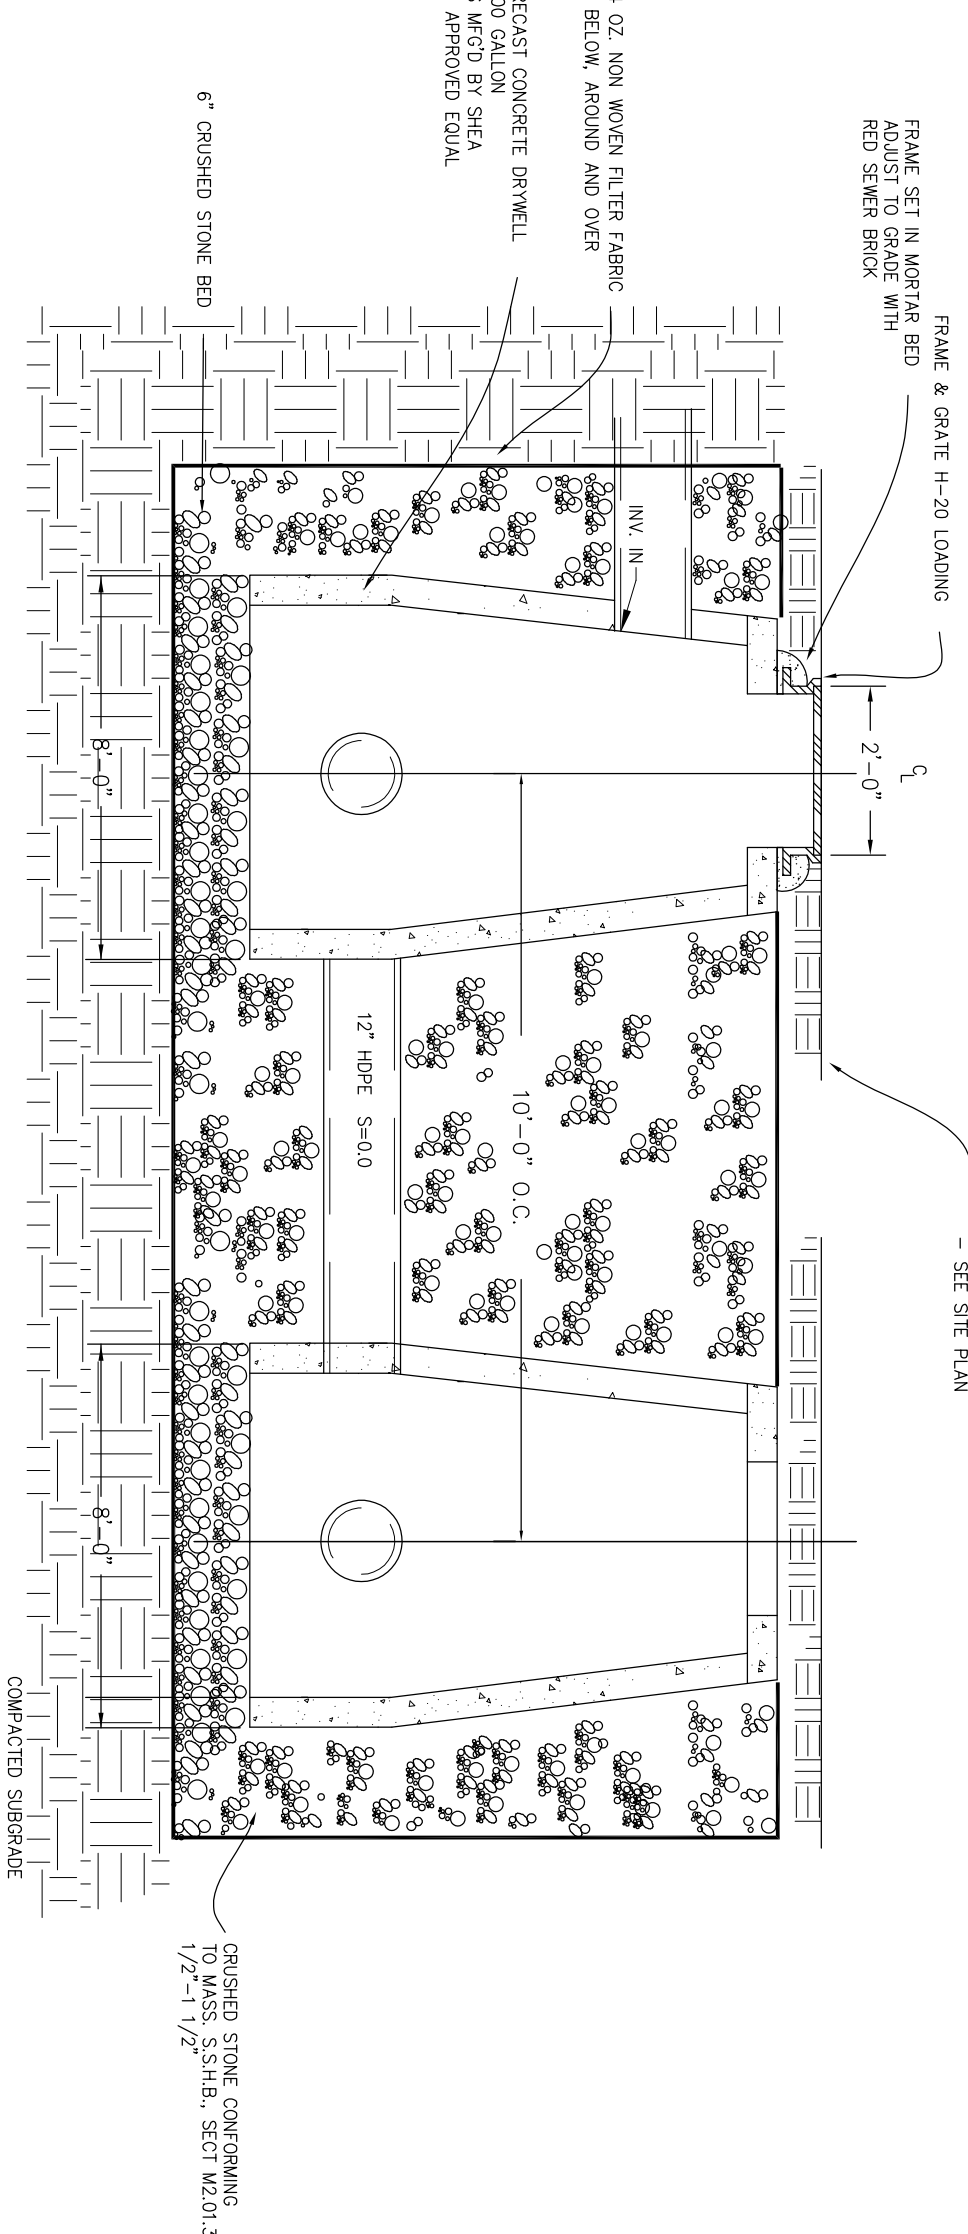 FRAME & GRATE H-20 LOADING
FRAME SET IN MORTAR BED
ADJUST TO GRADE WITH
RED SEWER BRICK
OZ. NON WOVEN FILTER FABRIC
BELOW, AROUND AND OVER
CONCRETE DRYWELL
GALLON
MFG'D BY SHEA
APPROVED EQUAL
6" CRUSHED STONE BED
INV. IN
CL
2'-0"
- SEE SITE PLAN
12" HDPE S=0.0
10'-0" O.C.
8'-0"
8'-0"
COMPACTED SUBGRADE
CRUSHED STONE CONFORMING
TO MASS. S.S.H.B., SECT M2.01.3
1/2"-1 1/2"